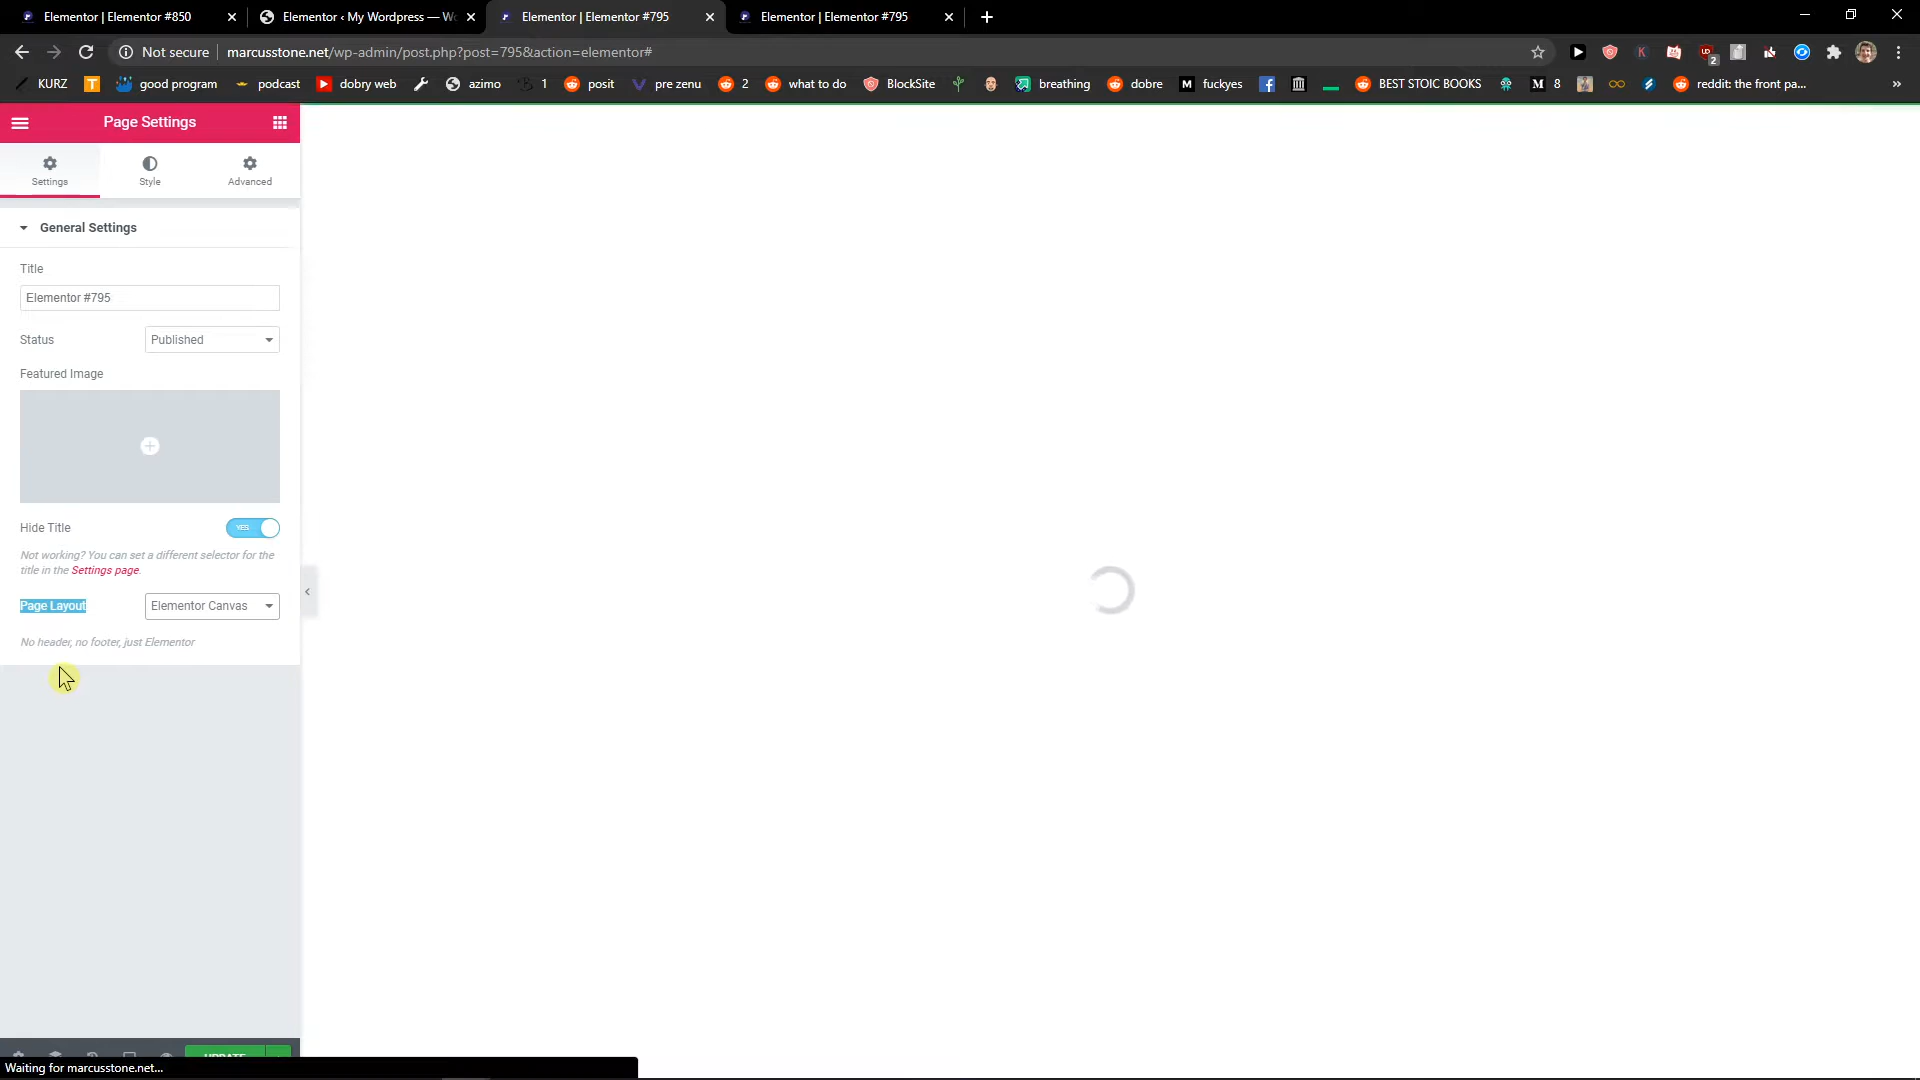 Elementor | Elementor #850
Elementor ‹ My Wordpress — Wo
Elementor | Elementor #795
Elementor | Elementor #795
Not secure
marcusstone.net/wp-admin/post.php?post=795&action=elementor#
KURZ
good program
podcast
dobry web
azimo
1
posit
pre zenu
2
what to do
BlockSite
breathing
dobre
fuckyes
BEST STOIC BOOKS
8
reddit: the front pa...
»
Page Settings
Settings
Style
Advanced
General Settings
Title
Elementor #795
Status
Published
Featured Image
Hide Title
YES
Not working? You can set a different selector for the
title in the Settings page.
Page Layout
Elementor Canvas
No header, no footer, just Elementor
UPDATE
Waiting for marcusstone.net...